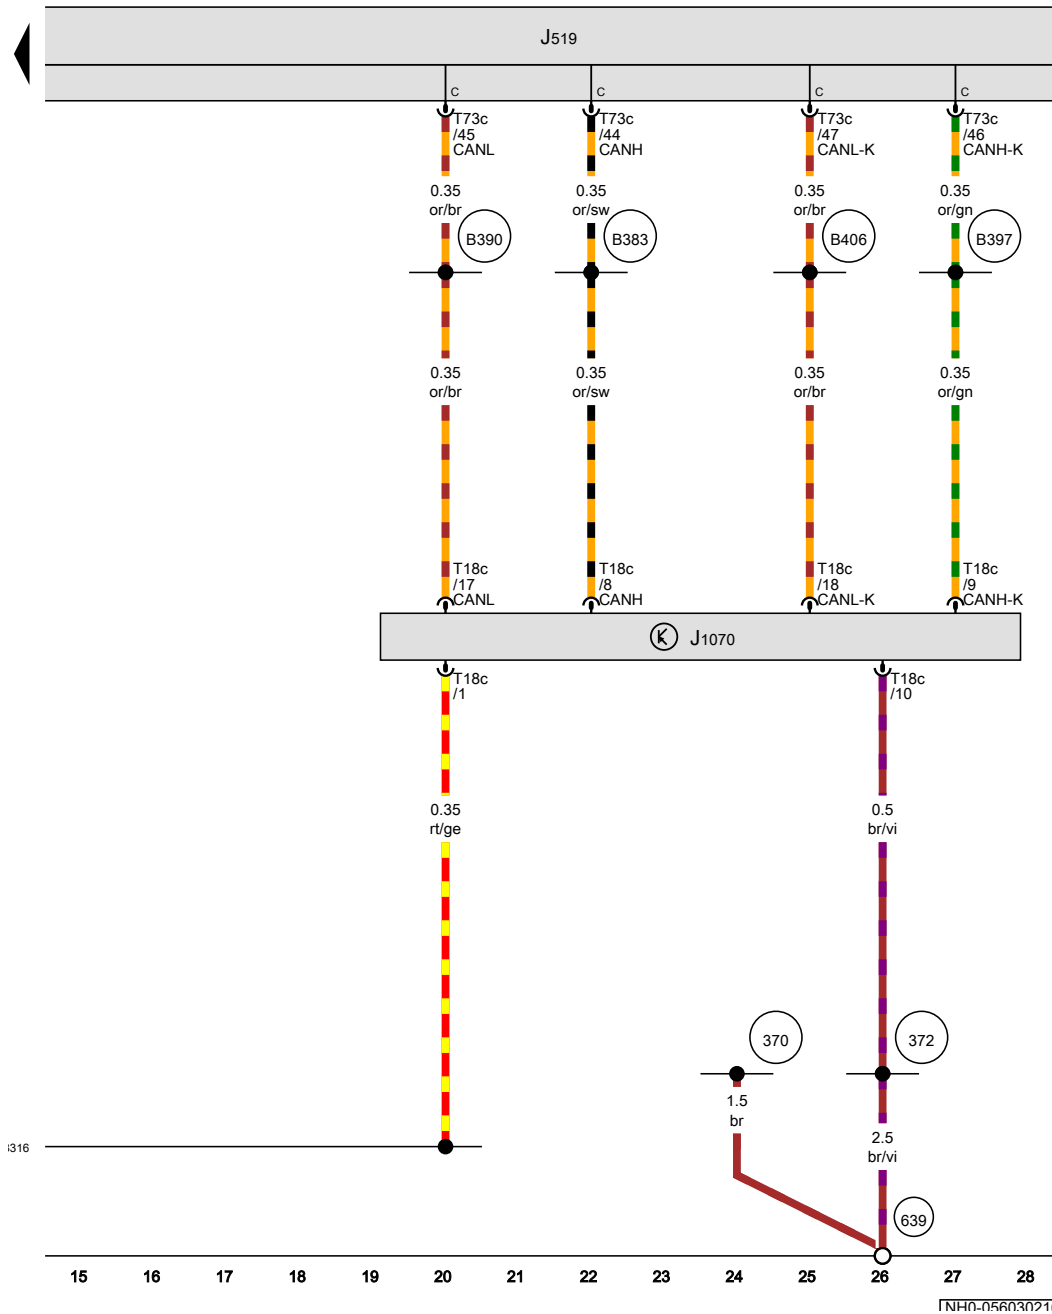 J519
C
C
C
C
T73c
/45
CANL
T73c
/44
CANH
T73c
/47
CANL-K
T73c
/46
CANH-K
0.35
or/br
0.35
or/sw
0.35
or/br
0.35
or/gn
B390
B383
B406
B397
0.35
or/br
0.35
or/sw
0.35
or/br
0.35
or/gn
T18c
/17
CANL
T18c
/8
CANH
T18c
/18
CANL-K
T18c
/9
CANH-K
K J1070
T18c
/1
T18c
/10
0.35
rt/ge
0.5
br/vi
370
372
1.5
br
2.5
br/vi
316
639
15 16 17 18 19 20 21 22 23 24 25 26 27 28